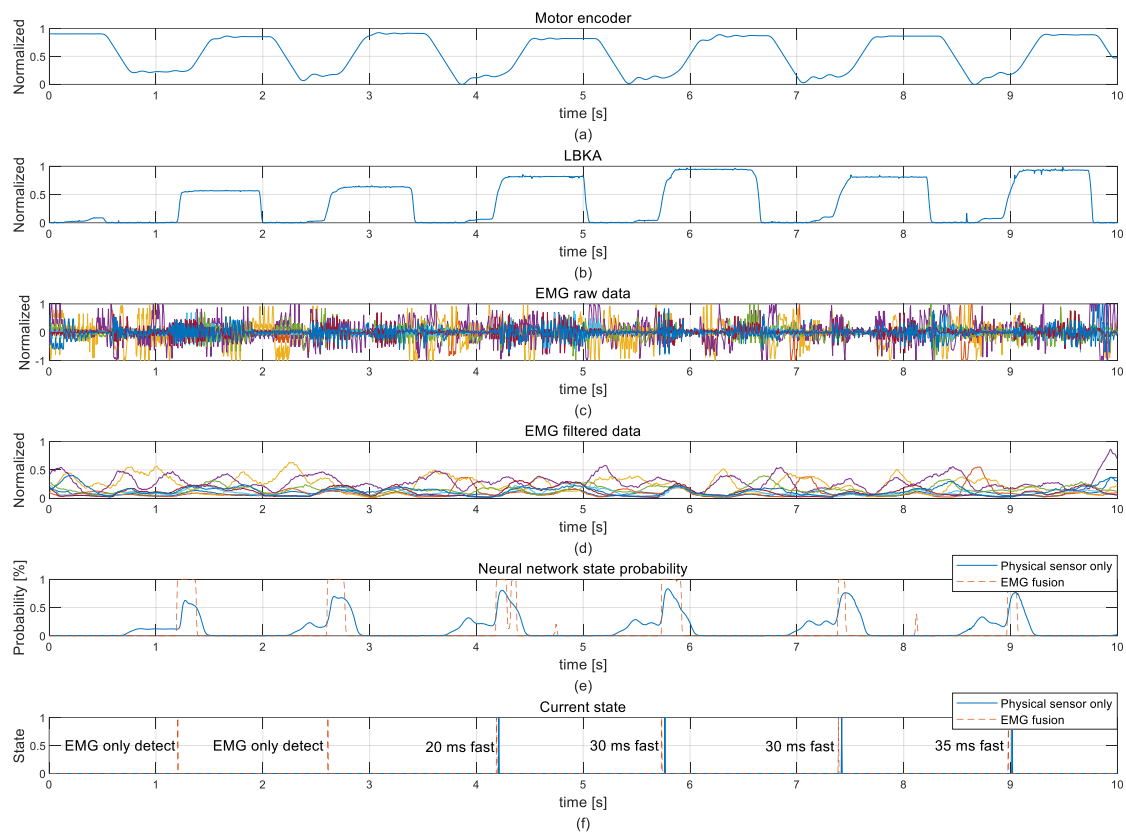 Motor encoder
Normalized
1
0.5
0
0 1 2 3 4 5 6 7 8 9 10
time [s]
(a)
LBKA
Normalized
1
0.5
0
0 1 2 3 4 5 6 7 8 9 10
time [s]
(b)
EMG raw data
Normalized
1
0
-1
0 1 2 3 4 5 6 7 8 9 10
time [s]
(c)
EMG filtered data
Normalized
1
0.5
0
0 1 2 3 4 5 6 7 8 9 10
time [s]
(d)
Neural network state probability
Physical sensor only
EMG fusion
Probability [%]
1
0.5
0
0 1 2 3 4 5 6 7 8 9 10
time [s]
(e)
Current state
Physical sensor only
EMG fusion
State
1
0.5
0
EMG only detect EMG only detect 20 ms fast 30 ms fast 30 ms fast 35 ms fast
0 1 2 3 4 5 6 7 8 9 10
time [s]
(f)